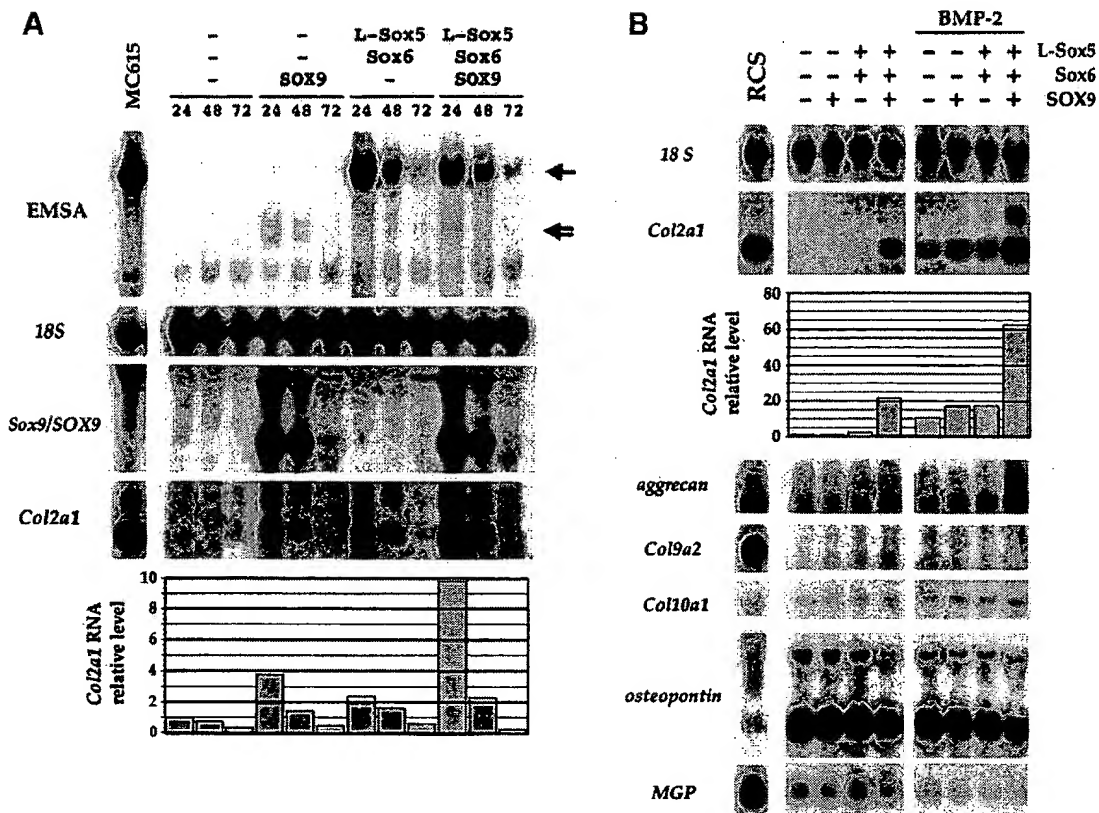 A
MC615
- - L-Sox5 L-Sox5
- - Sox6 Sox6
- SOX9 - SOX9
24 48 72 24 48 72 24 48 72 24 48 72
EMSA
18S
Sox9/SOX9
Col2a1
10
8
6
4
2
0
Col2a1 RNA
relative level
B
BMP-2
RCS
- - + + - - + + L-Sox5
- - + + - - + + Sox6
- + - + - + - + SOX9
18 S
Col2a1
80
60
40
20
0
Col2a1 RNA
relative level
aggrecan
Col9a2
Col10a1
osteopontin
MGP